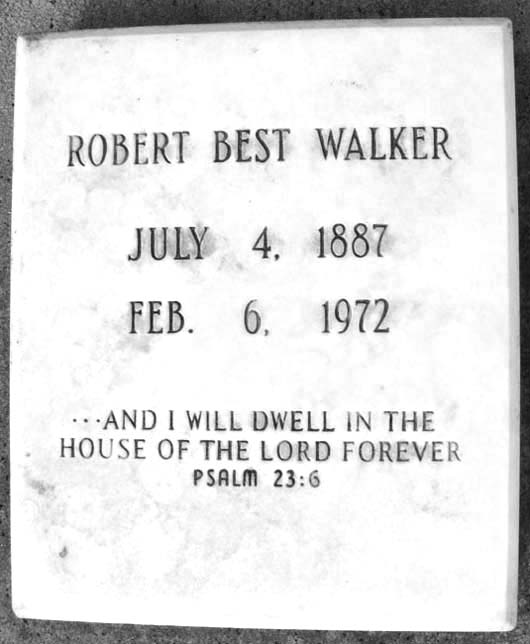 ROBERT BEST WALKER
JULY 4, 1887
FEB. 6, 1972
...AND I WILL DWELL IN THE
HOUSE OF THE LORD FOREVER
PSALM 23:6